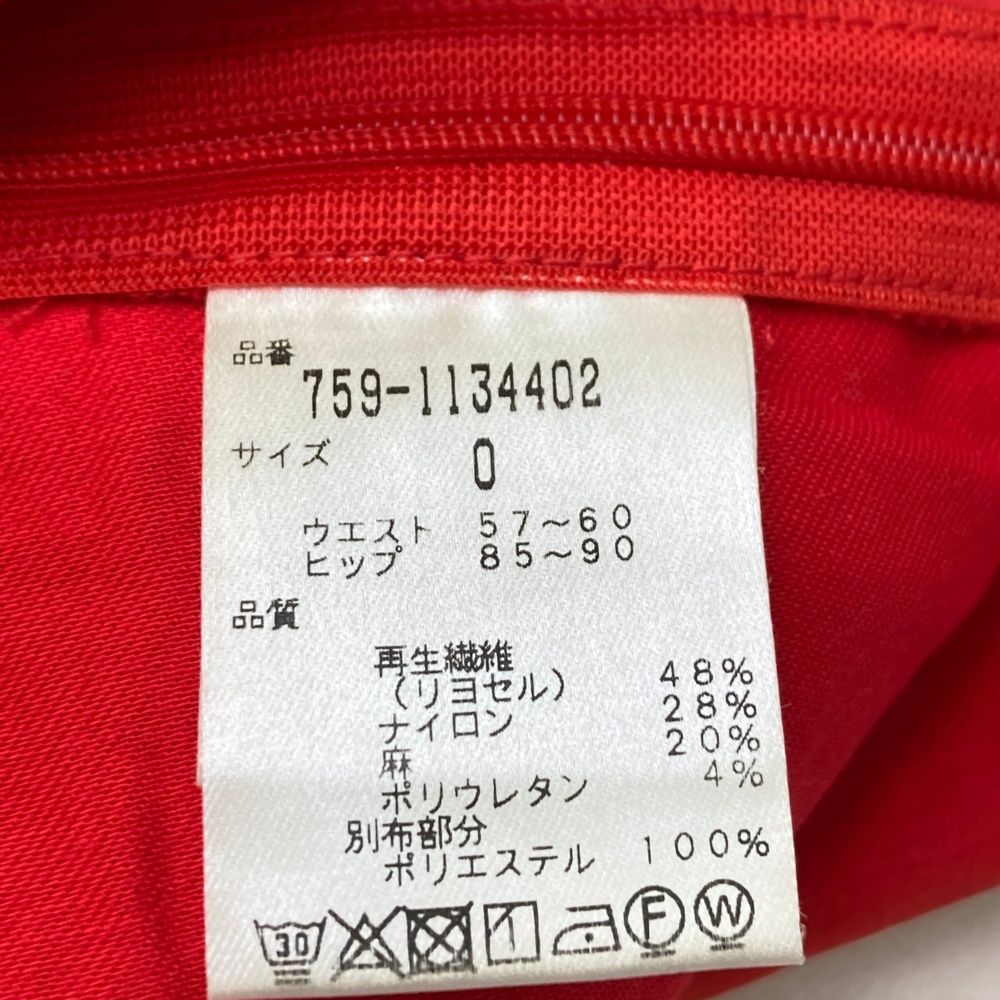 品番
759-1134402
サイズ 0
ウエスト 57～60
ヒップ 85～90
品質
再生繊維
（リヨセル） 48%
ナイロン 28%
麻 20%
ポリウレタン 4%
別布部分
ポリエステル 100%
30 1 F W